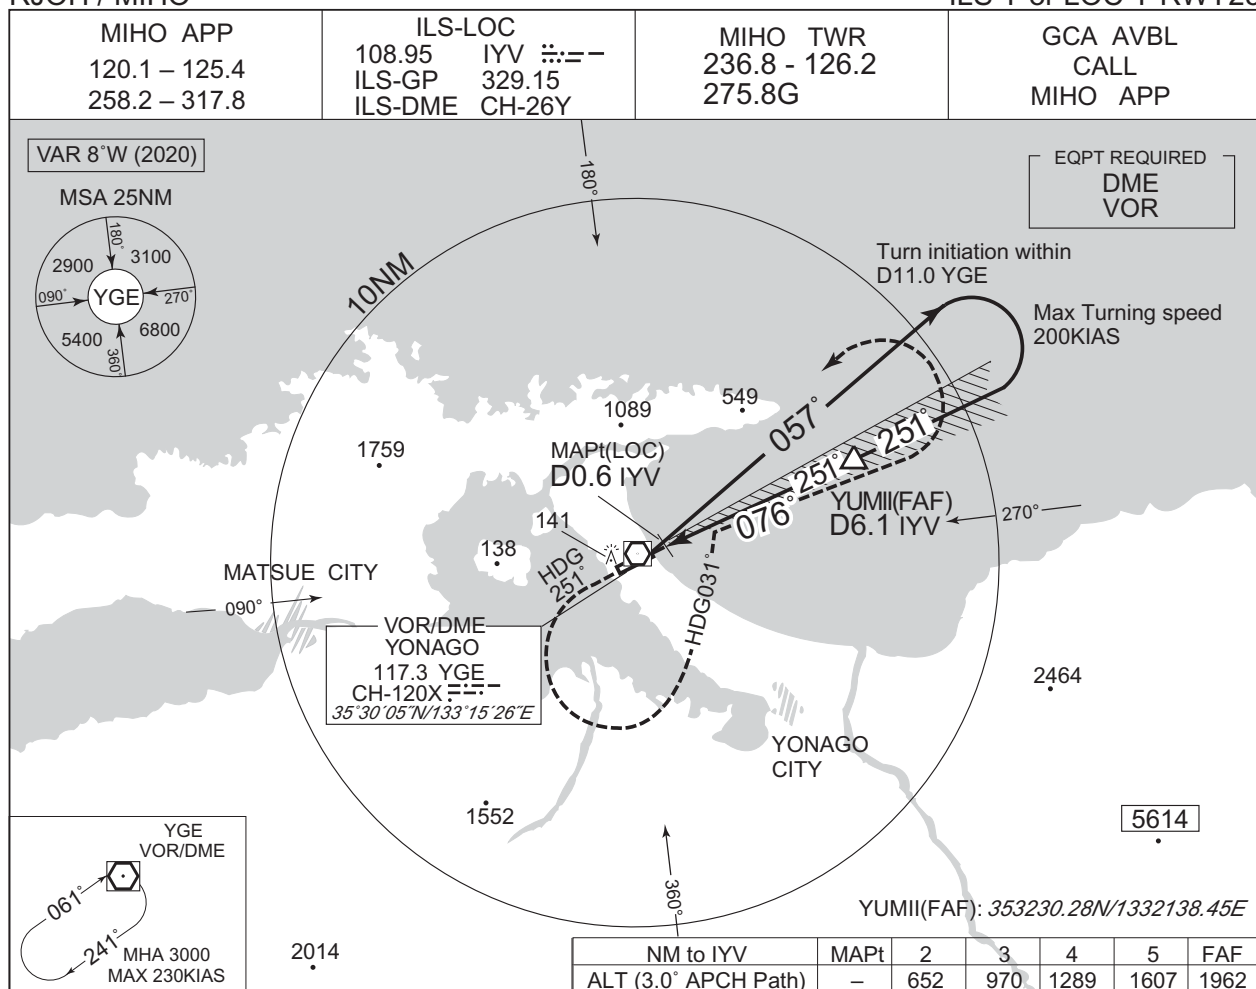 MIHO APP
120.1 – 125.4
258.2 – 317.8
ILS-LOC
108.95 IYV
ILS-GP 329.15
ILS-DME CH-26Y
MIHO TWR
236.8 - 126.2
275.8G
GCA AVBL
CALL
MIHO APP
VAR 8°W (2020)
MSA 25NM
180°
2900
3100
090°
YGE
270°
5400
6800
360°
180°
EQPT REQUIRED
DME
VOR
10NM
Turn initiation within
D11.0 YGE
Max Turning speed
200KIAS
1759
1089
549
057°
251°
251°
076°
MAPt(LOC)
D0.6 IYV
YUMII(FAF)
D6.1 IYV
270°
141
138
HDG
251°
HDG031°
MATSUE CITY
090°
VOR/DME
YONAGO
117.3 YGE
CH-120X
35°30′05″N/133°15′26″E
2464
YONAGO
CITY
1552
5614
360°
YGE
VOR/DME
061°
241°
MHA 3000
MAX 230KIAS
2014
YUMII(FAF): 353230.28N/1332138.45E
NM to IYV MAPt 2 3 4 5 FAF
ALT (3.0° APCH Path) – 652 970 1289 1607 1962